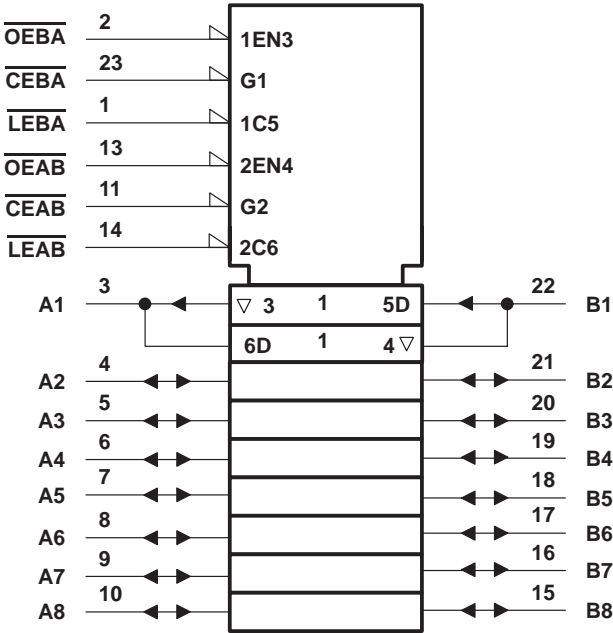 OEBA 2 1EN3
CEBA 23 G1
LEBA 1 1C5
OEAB 13 2EN4
CEAB 11 G2
LEAB 14 2C6
A1 3 ▽ 3 1 5D 22 B1
6D 1 4 ▽
A2 4 21 B2
A3 5 20 B3
A4 6 19 B4
A5 7 18 B5
A6 8 17 B6
A7 9 16 B7
A8 10 15 B8